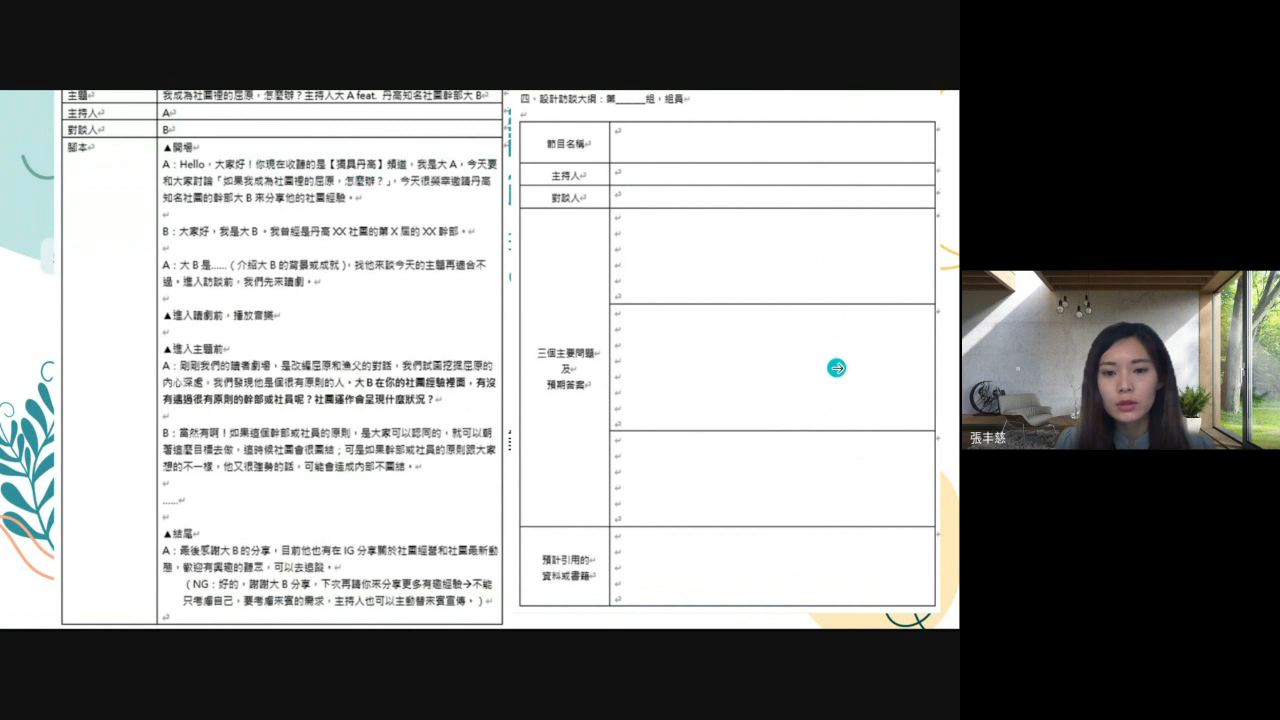 主題 我成為社團裡的屈原，怎麼辦？主持人大 A feat. 丹高知名社團幹部大 B
主持人 A
對談人 B
腳本 ▲開場
A：Hello，大家好！你現在收聽的是【獨具丹高】頻道，我是大 A，今天要
和大家討論「如果我成為社團裡的屈原，怎麼辦？」，今天很榮幸邀請丹高
知名社團的幹部大 B 來分享他的社團經驗。
B：大家好，我是大 B。我曾經是丹高 XX 社團的第 X 屆的 XX 幹部。
A：大 B 是……（介紹大 B 的背景或成就），找他來談今天的主題再適合不
過。進入訪談前，我們先來讀劇。
▲進入讀劇前，播放音樂
▲進入主題前
A：剛剛我們的讀者劇場，是改編屈原和漁父的對話，我們試圖挖掘屈原的
內心深處，我們發現他是個很有原則的人。大 B 在你的社團經驗裡面，有沒
有遇過很有原則的幹部或社員呢？社團運作會呈現什麼狀況？
B：當然有啊！如果這個幹部或社員的原則，是大家可以認同的，就可以朝
著這麼目標去做，這時候社團會很團結；可是如果幹部或社員的原則跟大家
想的不一樣，他又很強勢的話，可能會造成內部不團結。
……
▲結尾
A：最後感謝大 B 的分享，目前他也有在 IG 分享關於社團經營和社團最新動
態，歡迎有興趣的聽眾，可以去追蹤。
（NG：好的，謝謝大 B 分享，下次再請你來分享更多有趣經驗→不能
只考慮自己，要考慮來賓的需求，主持人也可以主動替來賓宣傳。）
四、設計訪談大綱：第______組，組員
節目名稱
主持人
對談人
三個主要問題
及
預期答案
預計引用的
資料或書籍
張丰慈